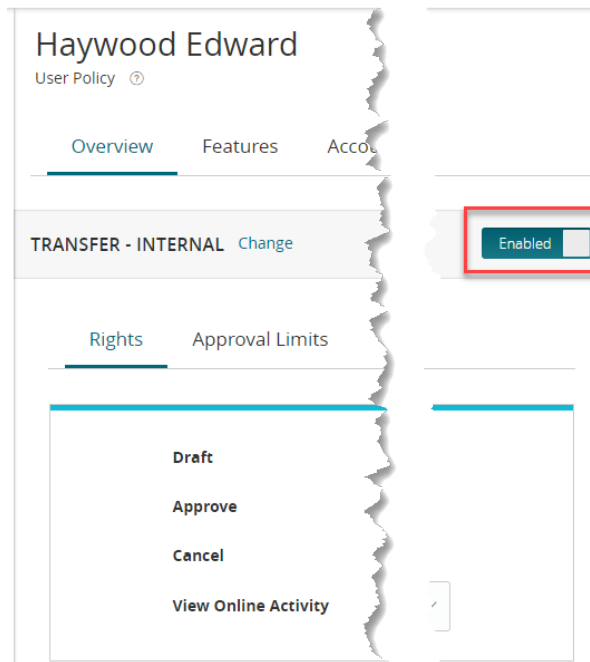 Haywood Edward
User Policy ?
Overview Features
TRANSFER - INTERNAL Change Enabled
Rights Approval Limits
Draft
Approve
Cancel
View Online Activity